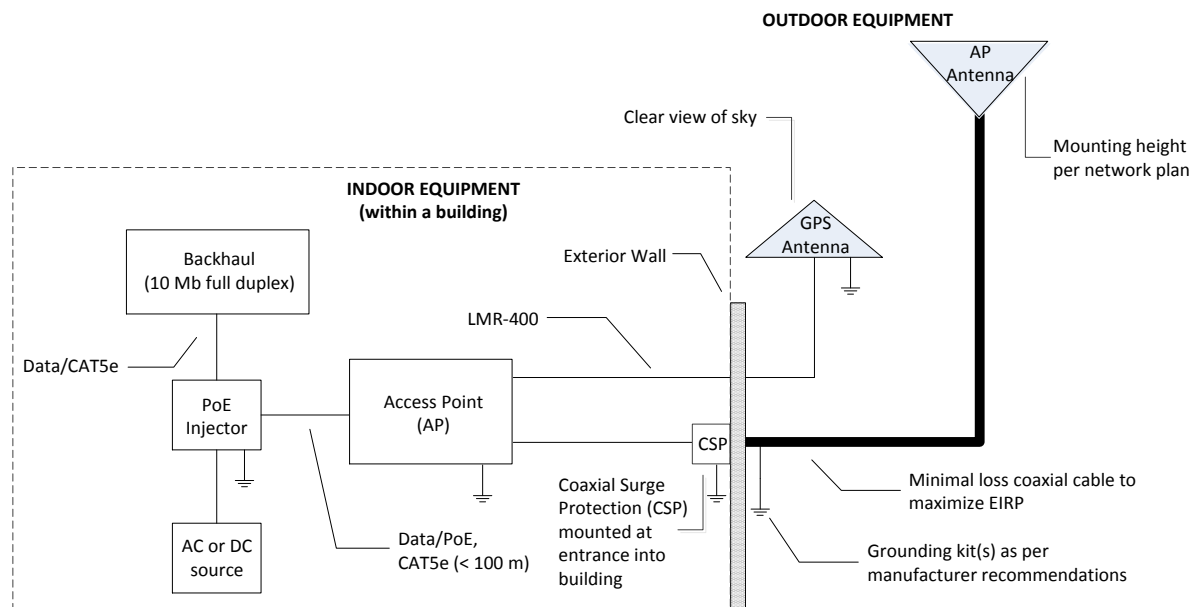 OUTDOOR EQUIPMENT
AP
Antenna
Clear view of sky
Mounting height
per network plan
INDOOR EQUIPMENT
(within a building)
GPS
Antenna
Backhaul
(10 Mb full duplex)
Exterior Wall
LMR-400
Data/CAT5e
PoE
Injector
Access Point
(AP)
CSP
Coaxial Surge
Protection (CSP)
mounted at
entrance into
building
Minimal loss coaxial cable to
maximize EIRP
AC or DC
source
Data/PoE,
CAT5e (< 100 m)
Grounding kit(s) as per
manufacturer recommendations